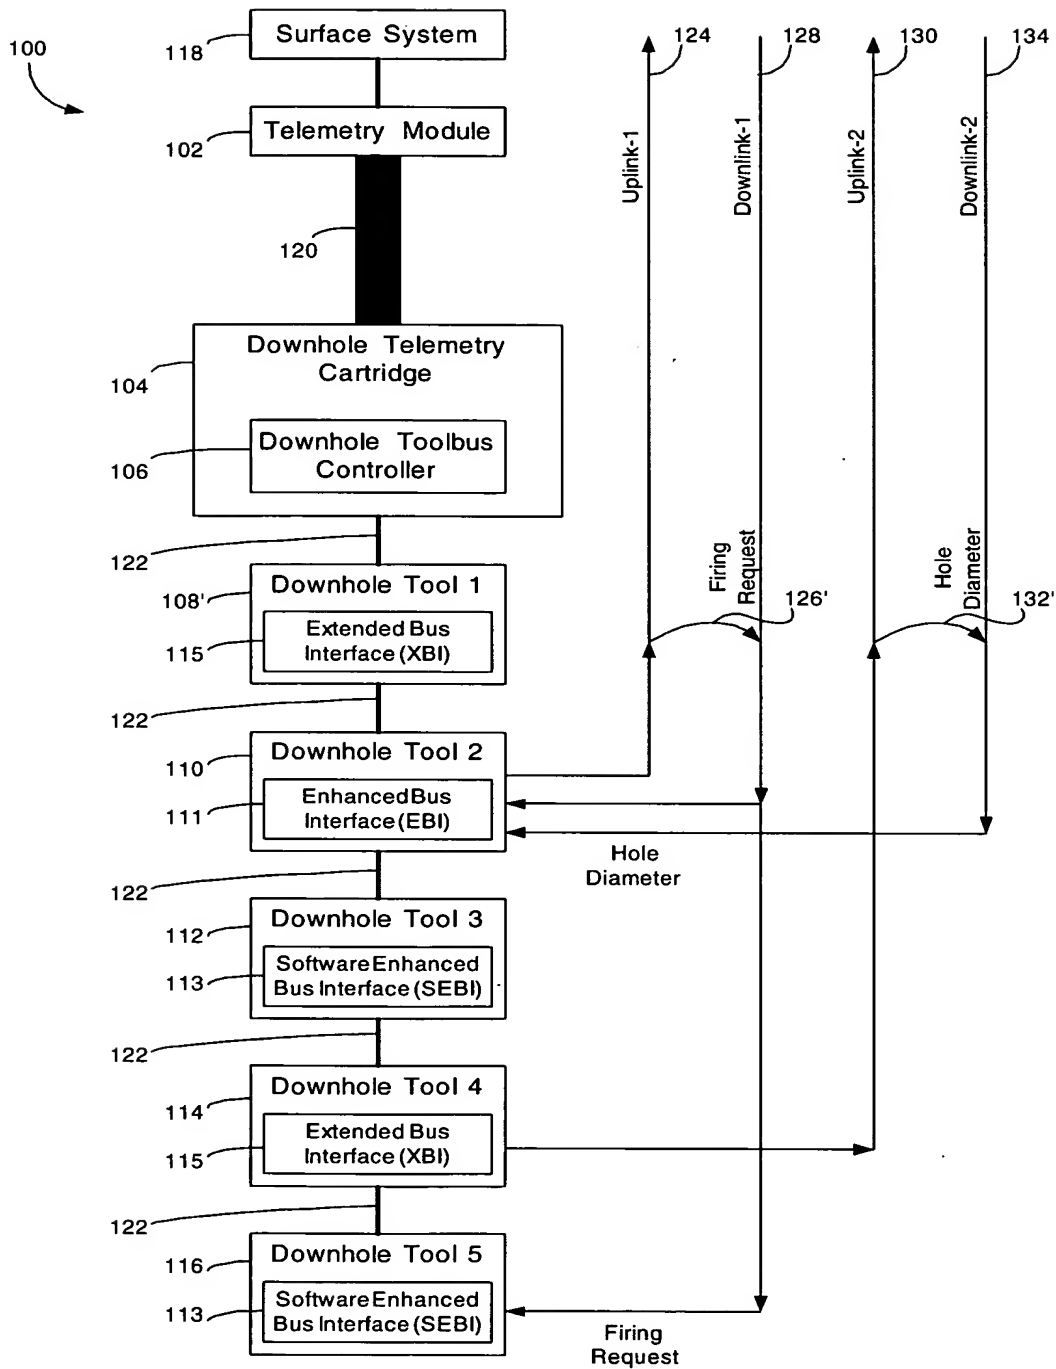 100
118
Surface System
102
Telemetry Module
120
104
Downhole Telemetry
Cartridge
106
Downhole Toolbus
Controller
122
108'
Downhole Tool 1
115
Extended Bus
Interface (XBI)
122
110
Downhole Tool 2
111
Enhanced Bus
Interface (EBI)
122
112
Downhole Tool 3
113
Software Enhanced
Bus Interface (SEBI)
122
114
Downhole Tool 4
115
Extended Bus
Interface (XBI)
122
116
Downhole Tool 5
113
Software Enhanced
Bus Interface (SEBI)
124
128
130
134
Uplink-1
Downlink-1
Uplink-2
Downlink-2
Firing
Request
126'
Hole
Diameter
132'
Hole
Diameter
Firing
Request